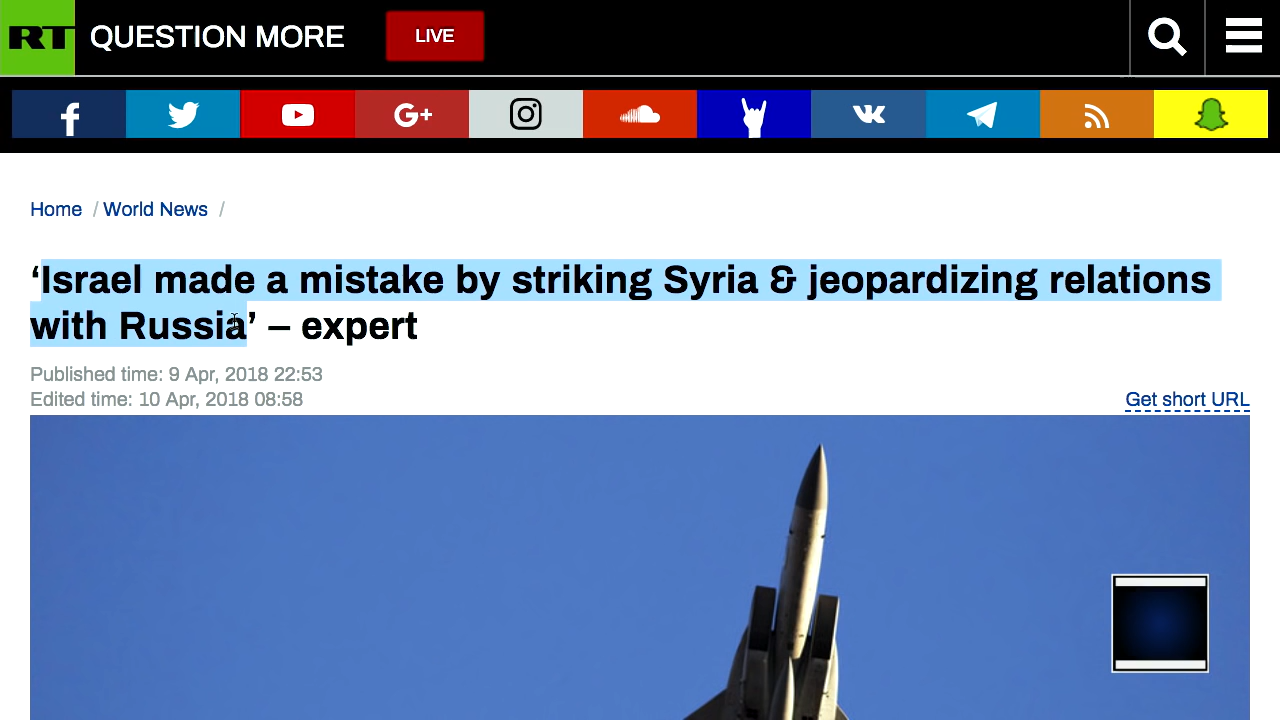 RT QUESTION MORE LIVE
Home / World News /
‘Israel made a mistake by striking Syria & jeopardizing relations
with Russia’ – expert
Published time: 9 Apr, 2018 22:53
Edited time: 10 Apr, 2018 08:58
Get short URL